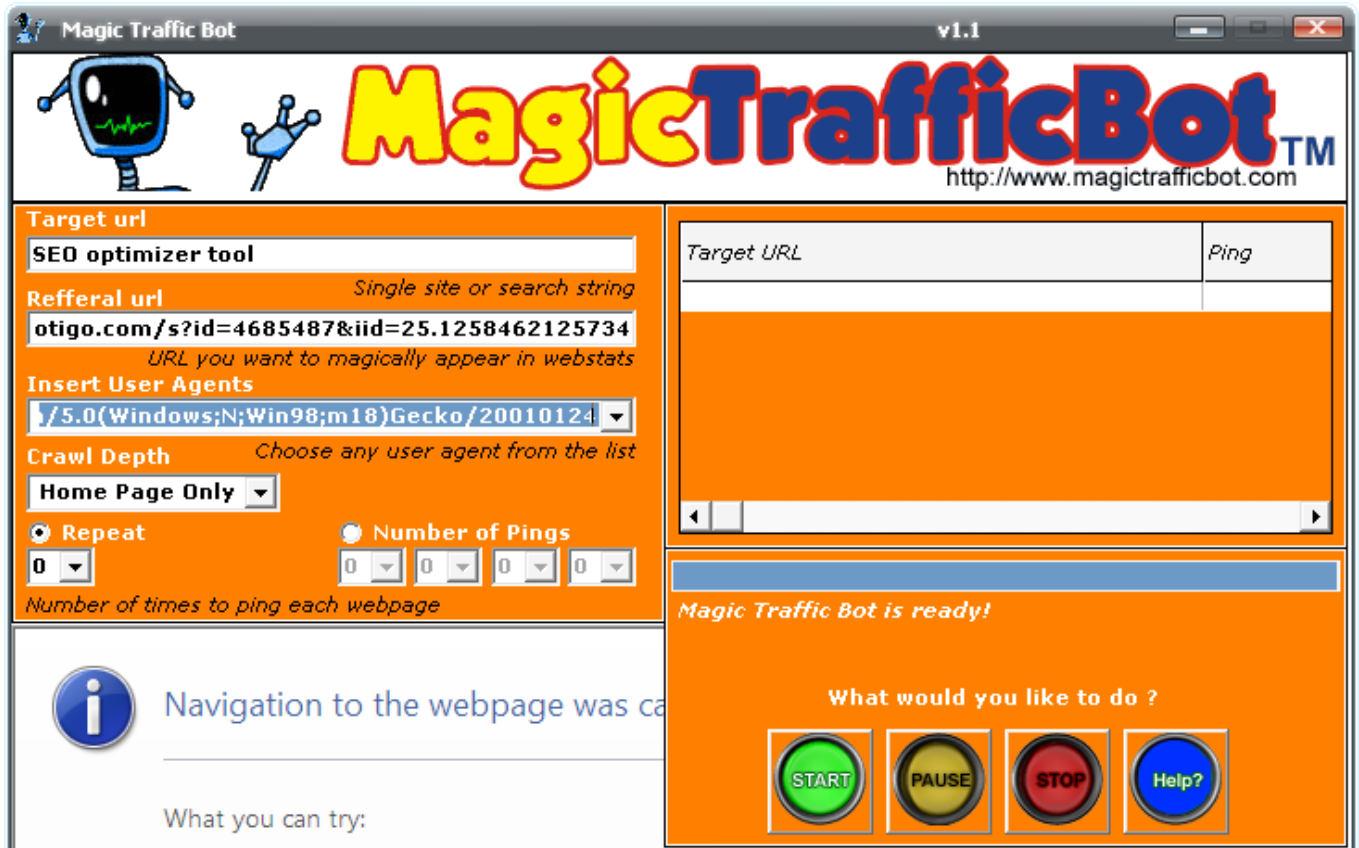 Magic Traffic Bot v1.1
MagicTrafficBot TM
http://www.magictrafficbot.com
Target url
SEO optimizer tool
Single site or search string
Refferal url
otigo.com/s?id=4685487&iid=25.1258462125734
URL you want to magically appear in webstats
Insert User Agents
/5.0(Windows;N;Win98;m18)Gecko/20010124
Choose any user agent from the list
Crawl Depth
Home Page Only
Repeat Number of Pings
0 0 0 0 0
Number of times to ping each webpage
Target URL Ping
Magic Traffic Bot is ready!
What would you like to do ?
START PAUSE STOP Help?
Navigation to the webpage was ca
What you can try: